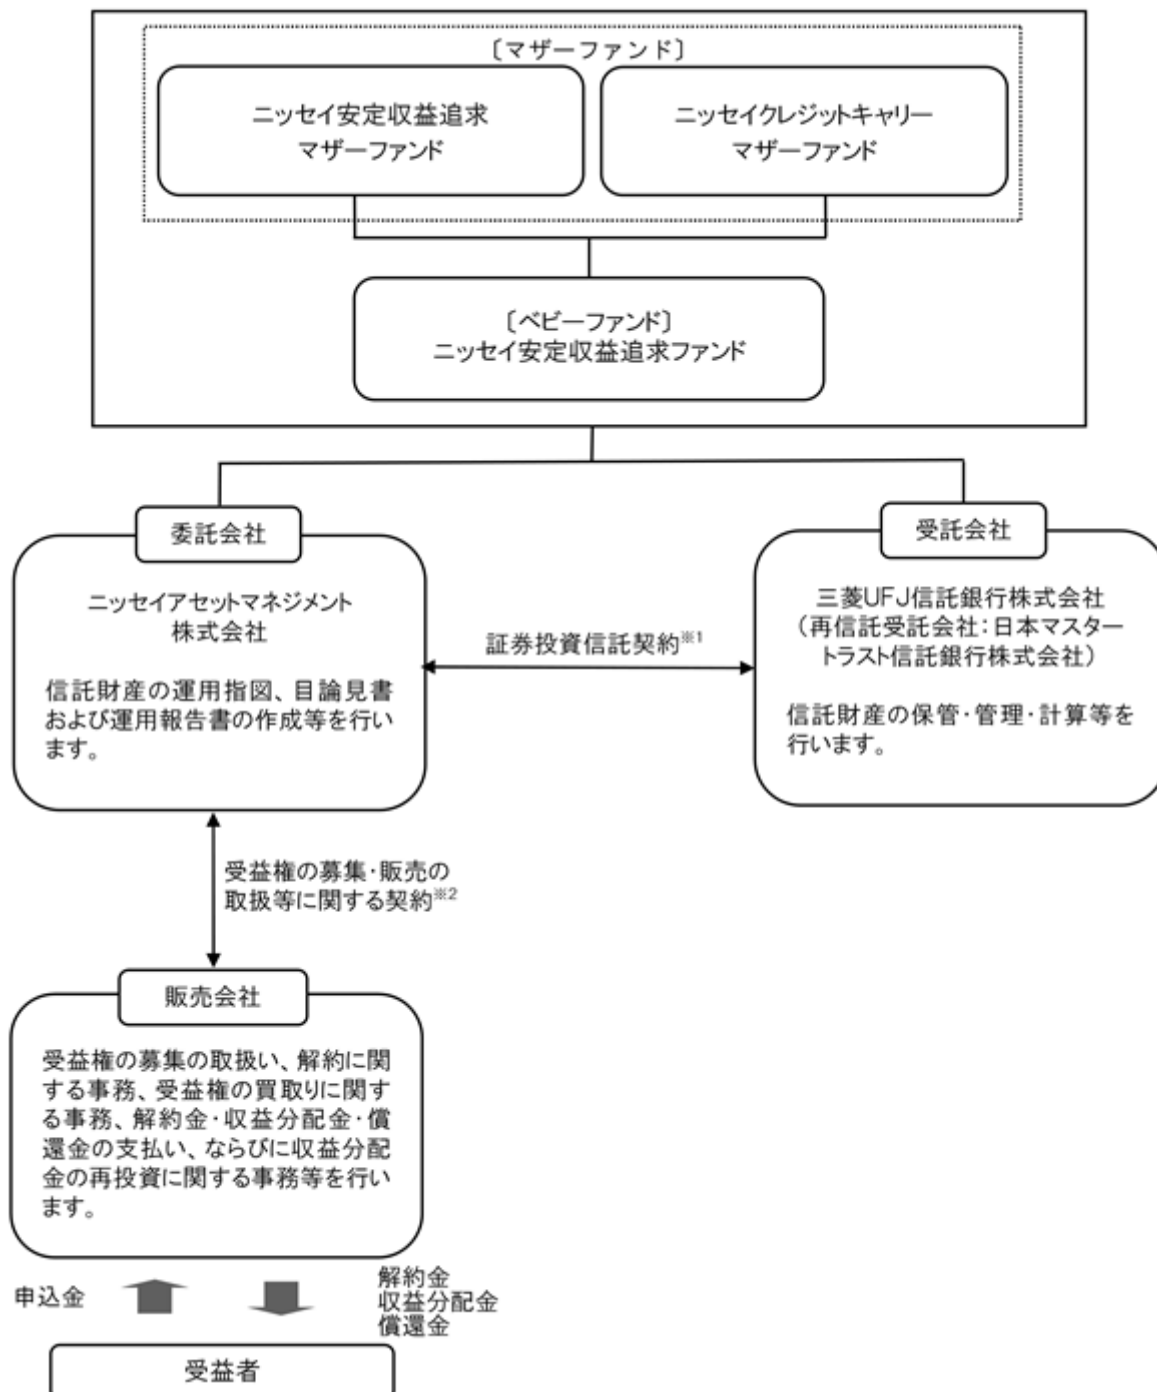 〔マザーファンド〕
ニッセイ安定収益追求
マザーファンド
ニッセイクレジットキャリー
マザーファンド
〔ベビーファンド〕
ニッセイ安定収益追求ファンド
委託会社
ニッセイアセットマネジメント
株式会社
信託財産の運用指図、目論見書
および運用報告書の作成等を行い
ます。
証券投資信託契約※1
受託会社
三菱UFJ信託銀行株式会社
（再信託受託会社：日本マスター
トラスト信託銀行株式会社）
信託財産の保管・管理・計算等を
行います。
受益権の募集・販売の
取扱等に関する契約※2
販売会社
受益権の募集の取扱い、解約に関
する事務、受益権の買取りに関す
る事務、解約金・収益分配金・償
還金の支払い、ならびに収益分配
金の再投資に関する事務等を行い
ます。
申込金
解約金
収益分配金
償還金
受益者